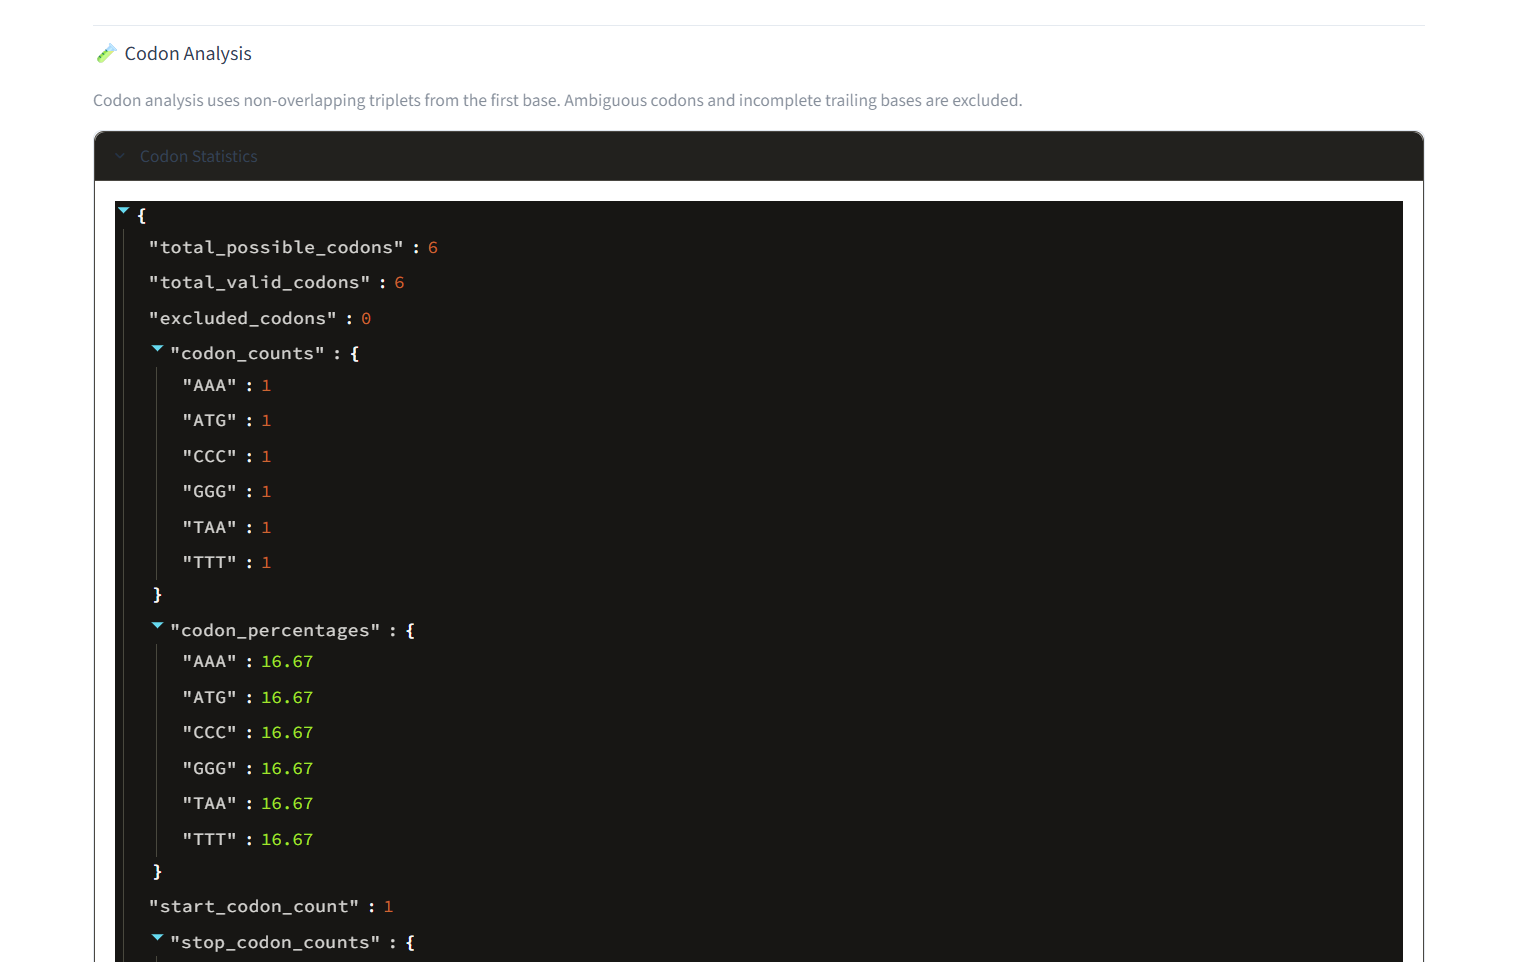 Codon Analysis
Codon analysis uses non-overlapping triplets from the first base. Ambiguous codons and incomplete trailing bases are excluded.
Codon Statistics
{
"total_possible_codons" : 6
"total_valid_codons" : 6
"excluded_codons" : 0
"codon_counts" : {
"AAA" : 1
"ATG" : 1
"CCC" : 1
"GGG" : 1
"TAA" : 1
"TTT" : 1
}
"codon_percentages" : {
"AAA" : 16.67
"ATG" : 16.67
"CCC" : 16.67
"GGG" : 16.67
"TAA" : 16.67
"TTT" : 16.67
}
"start_codon_count" : 1
"stop_codon_counts" : {